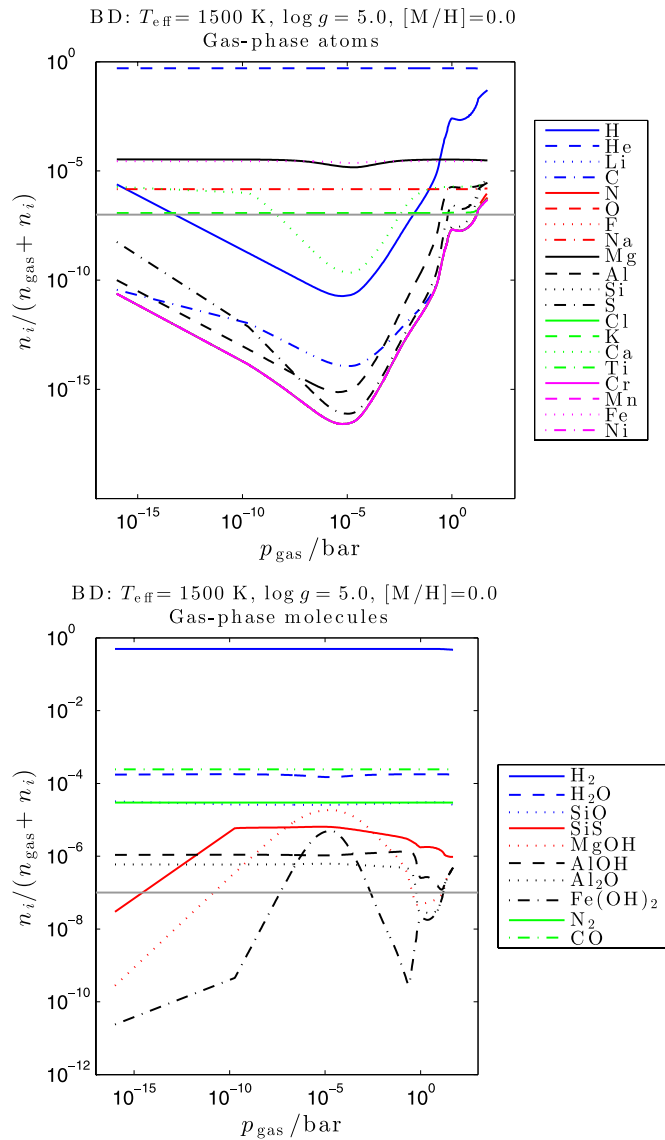 BD: T_eff= 1500 K, log g = 5.0, [M/H]=0.0
Gas-phase atoms
10^0
10^−5
10^−10
10^−15
n_i/(n_gas + n_i)
10^−15 10^−10 10^−5 10^0
p_gas/bar
H
He
Li
C
N
O
F
Na
Mg
Al
Si
S
Cl
K
Ca
Ti
Cr
Mn
Fe
Ni
BD: T_eff= 1500 K, log g = 5.0, [M/H]=0.0
Gas-phase molecules
10^0
10^−2
10^−4
10^−6
10^−8
10^−10
10^−12
n_i/(n_gas + n_i)
10^−15 10^−10 10^−5 10^0
p_gas/bar
H₂
H₂O
SiO
SiS
MgOH
AlOH
Al₂O
Fe(OH)₂
N₂
CO